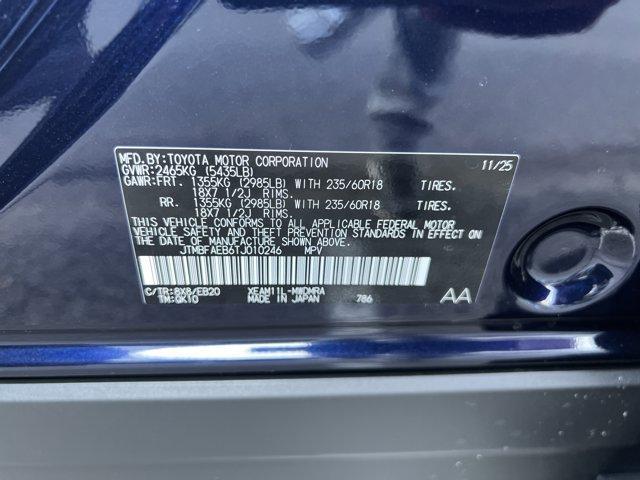 MFD.BY:TOYOTA MOTOR CORPORATION 11/25
GVWR:2465KG (5435LB)
GAWR:FRT. 1355KG (2985LB) WITH 235/60R18 TIRES.
18X7 1/2J RIMS.
RR. 1355KG (2985LB) WITH 235/60R18 TIRES.
18X7 1/2J RIMS.
THIS VEHICLE CONFORMS TO ALL APPLICABLE FEDERAL MOTOR
VEHICLE SAFETY AND THEFT PREVENTION STANDARDS IN EFFECT ON
THE DATE OF MANUFACTURE SHOWN ABOVE.
JTMBFAEB6TJ010246 MPV
C/TR:8X8/EB20 XEAM11L-MWDMRA
TM:QK10 MADE IN JAPAN 786 AA